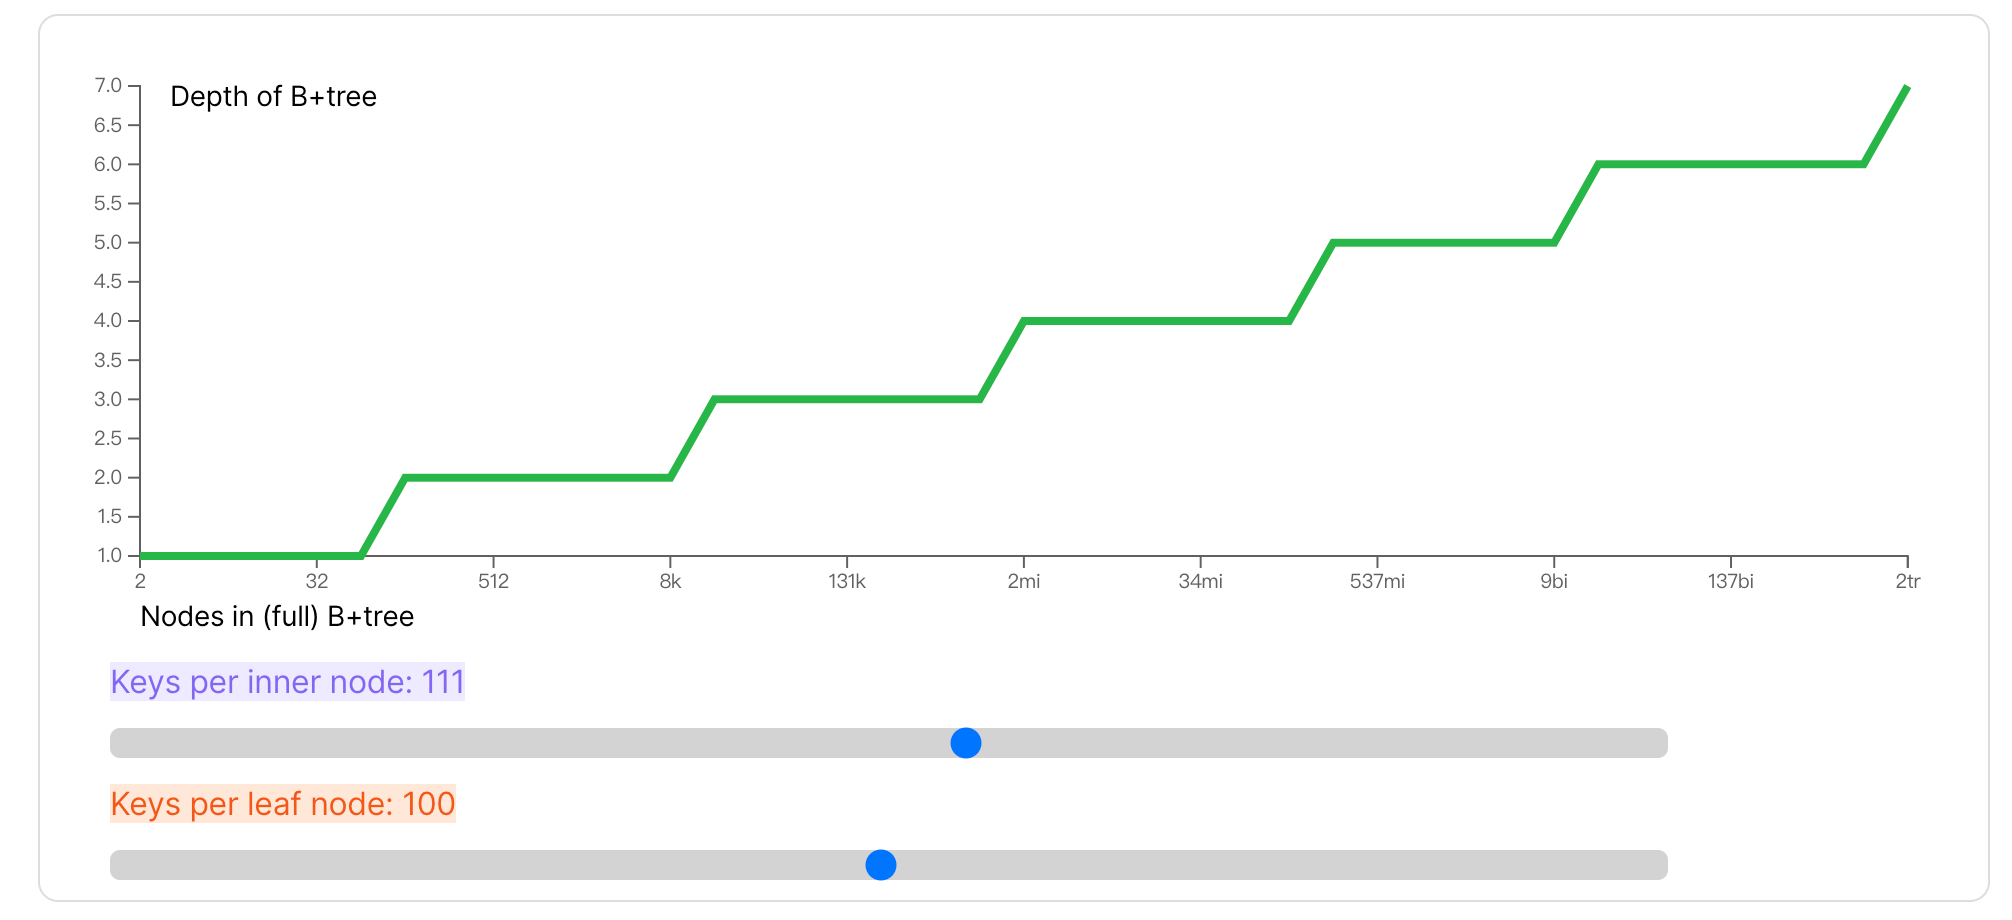 Depth of B+tree
7.0
6.5
6.0
5.5
5.0
4.5
4.0
3.5
3.0
2.5
2.0
1.5
1.0
2 32 512 8k 131k 2mi 34mi 537mi 9bi 137bi 2tr
Nodes in (full) B+tree
Keys per inner node: 111
Keys per leaf node: 100